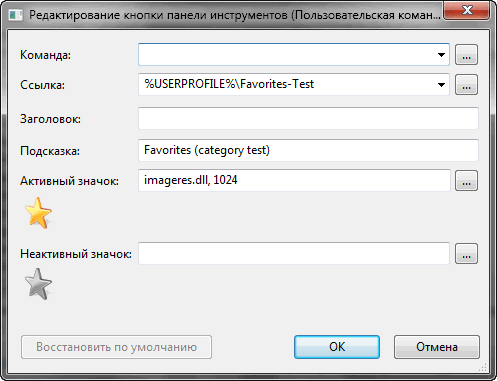 Редактирование кнопки панели инструментов (Пользовательская коман...
Команда:
...
Ссылка: %USERPROFILE%\Favorites-Test
...
Заголовок:
Подсказка: Favorites (category test)
Активный значок: imageres.dll, 1024
...
Неактивный значок:
...
Восстановить по умолчанию OK Отмена